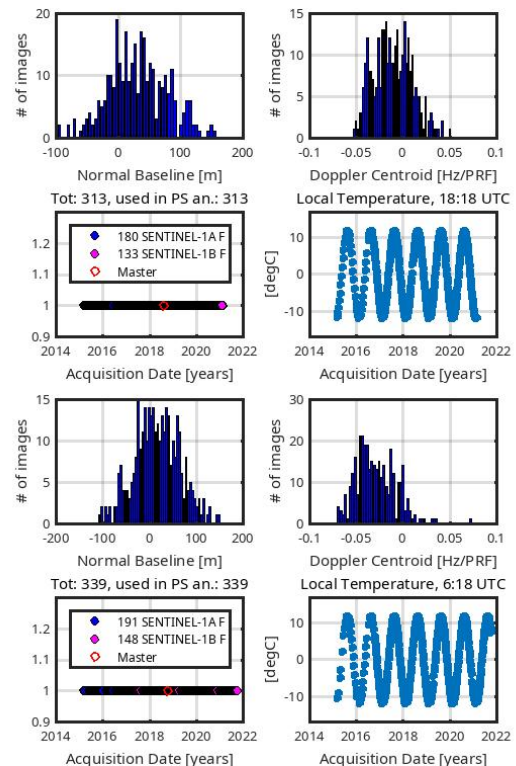 20
10
0
# of images
-100 0 100 200
Normal Baseline [m]
15
10
5
0
# of images
-0.1 -0.05 0 0.05 0.1
Doppler Centroid [Hz/PRF]
Tot: 313, used in PS an.: 313
180 SENTINEL-1A F
133 SENTINEL-1B F
Master
1.2
1.1
1
0.9
2014 2016 2018 2020 2022
Acquisition Date [years]
Local Temperature, 18:18 UTC
[degC]
10
0
-10
2014 2016 2018 2020 2022
Acquisition Date [years]
15
10
5
0
# of images
-200 -100 0 100 200
Normal Baseline [m]
30
20
10
0
# of images
-0.1 -0.05 0 0.05 0.1
Doppler Centroid [Hz/PRF]
Tot: 339, used in PS an.: 339
191 SENTINEL-1A F
148 SENTINEL-1B F
Master
1.2
1.1
1
0.9
2014 2016 2018 2020 2022
Acquisition Date [years]
Local Temperature, 6:18 UTC
[degC]
10
0
-10
2014 2016 2018 2020 2022
Acquisition Date [years]